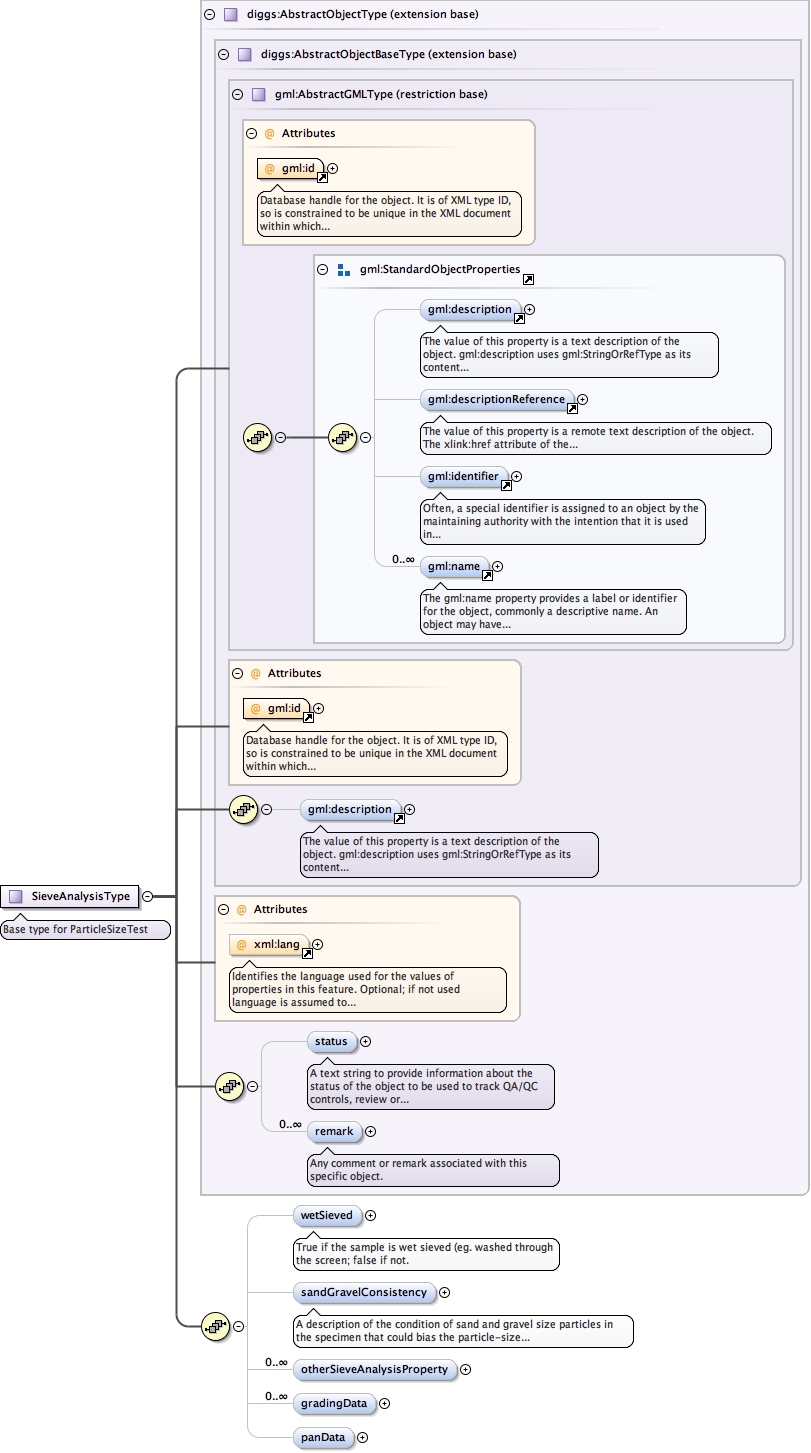 diggs:AbstractObjectType (extension base)
diggs:AbstractObjectBaseType (extension base)
gml:AbstractGMLType (restriction base)
@ Attributes
@ gml:id
Database handle for the object. It is of XML type ID,
so is constrained to be unique in the XML document
within which...
gml:StandardObjectProperties
gml:description
The value of this property is a text description of the
object. gml:description uses gml:StringOrRefType as its
content...
gml:descriptionReference
The value of this property is a remote text description of the object.
The xlink:href attribute of the...
gml:identifier
Often, a special identifier is assigned to an object by the
maintaining authority with the intention that it is used
in...
0..∞
gml:name
The gml:name property provides a label or identifier
for the object, commonly a descriptive name. An
object may have...
@ Attributes
@ gml:id
Database handle for the object. It is of XML type ID,
so is constrained to be unique in the XML document
within which...
gml:description
The value of this property is a text description of the
object. gml:description uses gml:StringOrRefType as its
content...
SieveAnalysisType
Base type for ParticleSizeTest
@ Attributes
@ xml:lang
Identifies the language used for the values of
properties in this feature. Optional; if not used
language is assumed to...
status
A text string to provide information about the
status of the object to be used to track QA/QC
controls, review or...
0..∞
remark
Any comment or remark associated with this
specific object.
wetSieved
True if the sample is wet sieved (eg. washed through
the screen; false if not.
sandGravelConsistency
A description of the condition of sand and gravel size particles in
the specimen that could bias the particle-size...
0..∞
otherSieveAnalysisProperty
0..∞
gradingData
panData